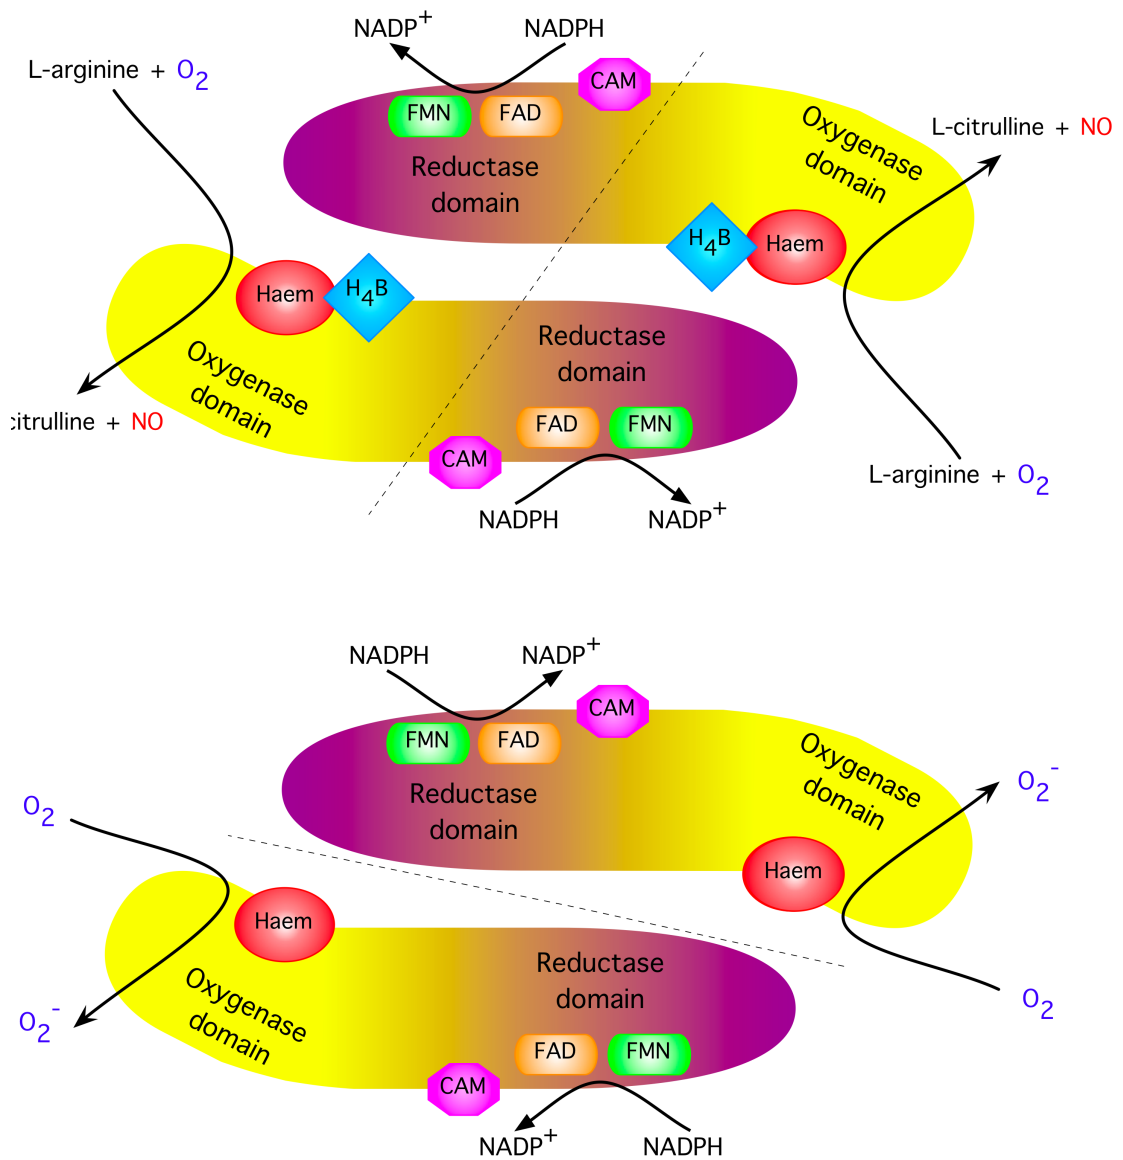 NADP+ NADPH
L-arginine + O2
CAM
FMN FAD
Oxygenase
domain
L-citrulline + NO
Reductase
domain
H4B Haem
Haem H4B
Reductase
domain
Oxygenase
domain
FAD FMN
citrulline + NO
CAM
L-arginine + O2
NADPH NADP+
NADPH NADP+
CAM
FMN FAD
Oxygenase
domain
O2-
Reductase
domain
O2
Haem
Haem
Reductase
domain
O2
Oxygenase
domain
O2-
FAD FMN
CAM
NADP+ NADPH